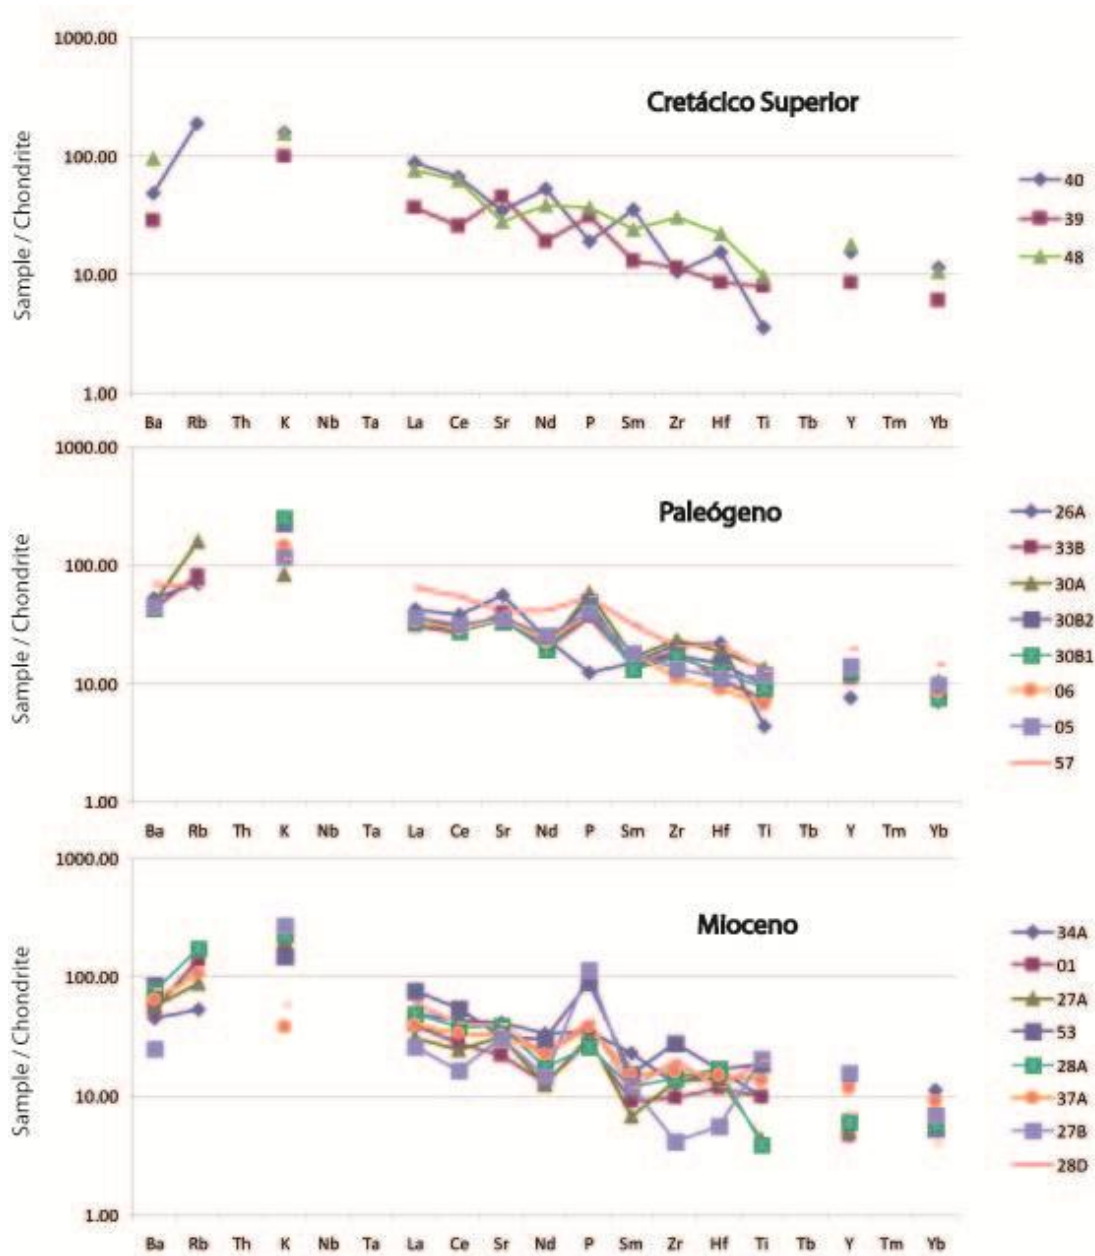 1000.00
Cretácico Superior
100.00
10.00
1.00
Sample / Chondrite
40
39
48
Ba Rb Th K Nb Ta La Ce Sr Nd P Sm Zr Hf Ti Tb Y Tm Yb
1000.00
Paleógeno
100.00
10.00
1.00
Sample / Chondrite
26A
33B
30A
30B2
30B1
06
05
57
Ba Rb Th K Nb Ta La Ce Sr Nd P Sm Zr Hf Ti Tb Y Tm Yb
1000.00
Mioceno
100.00
10.00
1.00
Sample / Chondrite
34A
01
27A
53
28A
37A
27B
28D
Ba Rb Th K Nb Ta La Ce Sr Nd P Sm Zr Hf Ti Tb Y Tm Yb